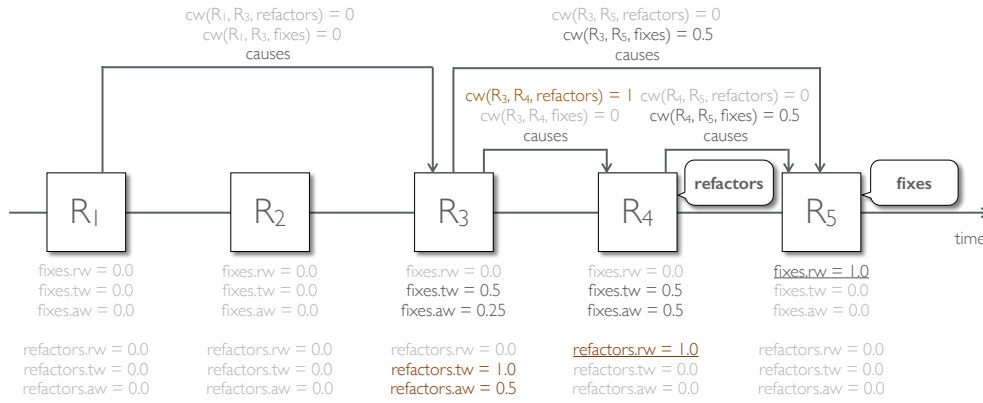 cw(R₁, R₃, refactors) = 0
cw(R₁, R₃, fixes) = 0
causes
cw(R₃, R₅, refactors) = 0
cw(R₃, R₅, fixes) = 0.5
causes
cw(R₃, R₄, refactors) = 1
cw(R₃, R₄, fixes) = 0
causes
cw(R₄, R₅, refactors) = 0
cw(R₄, R₅, fixes) = 0.5
causes
refactors
fixes
R₁
R₂
R₃
R₄
R₅
time
fixes.rw = 0.0
fixes.tw = 0.0
fixes.aw = 0.0
refactors.rw = 0.0
refactors.tw = 0.0
refactors.aw = 0.0
fixes.rw = 0.0
fixes.tw = 0.0
fixes.aw = 0.0
refactors.rw = 0.0
refactors.tw = 0.0
refactors.aw = 0.0
fixes.rw = 0.0
fixes.tw = 0.5
fixes.aw = 0.25
refactors.rw = 0.0
refactors.tw = 1.0
refactors.aw = 0.5
fixes.rw = 0.0
fixes.tw = 0.5
fixes.aw = 0.5
refactors.rw = 1.0
refactors.tw = 0.0
refactors.aw = 0.0
fixes.rw = 1.0
fixes.tw = 0.0
fixes.aw = 0.0
refactors.rw = 0.0
refactors.tw = 0.0
refactors.aw = 0.0